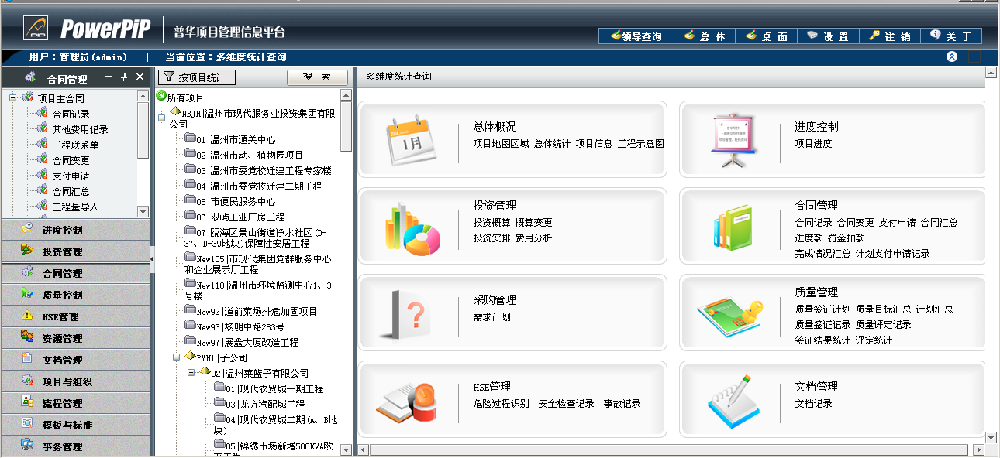 PowerPiP 普华项目管理信息平台
领导查询 总 体 桌 面 设 置 注 销 关 于
用户：管理员(admin) | 当前位置：多维度统计查询
合同管理
项目主合同
合同记录
其他费用记录
工程联系单
合同变更
支付申请
合同汇总
工程量导入
进度控制
投资管理
合同管理
质量控制
HSE管理
资源管理
文档管理
项目与组织
流程管理
模板与标准
事务管理
按项目统计 搜 索
所有项目
NBJH|温州市现代服务业投资集团有限
公司
01|温州市通关中心
02|温州市动、植物园项目
03|温州市委党校迁建工程专家楼
04|温州市委党校迁建二期工程
05|市便民服务中心
06|双屿工业厂房工程
07|瓯海区景山街道净水社区(D-
37、D-39地块)保障性安居工程
New105|市现代集团党群服务中心
和企业展示厅工程
New118|温州市环境监测中心1、3
号楼
New92|道前菜场排危加固项目
New93|黎明中路283号
New97|展鑫大厦改造工程
PMH1|子公司
02|温州菜篮子有限公司
01|现代农贸城一期工程
03|龙方汽配城工程
04|现代农贸城二期(A、B地
块)
05|锦绣市场新增500KVA欧
变工程
多维度统计查询
1月
总体概况
项目地图区域 总体统计 项目信息 工程示意图
进度控制
项目进度
投资管理
投资概算 概算变更
投资安排 费用分析
合同管理
合同记录 合同变更 支付申请 合同汇总
进度款 罚金扣款
完成情况汇总 计划支付申请记录
采购管理
需求计划
质量管理
质量签证计划 质量目标汇总 计划汇总
质量签证记录 质量评定记录
签证结果统计 评定统计
HSE管理
危险过程识别 安全检查记录 事故记录
文档管理
文档记录